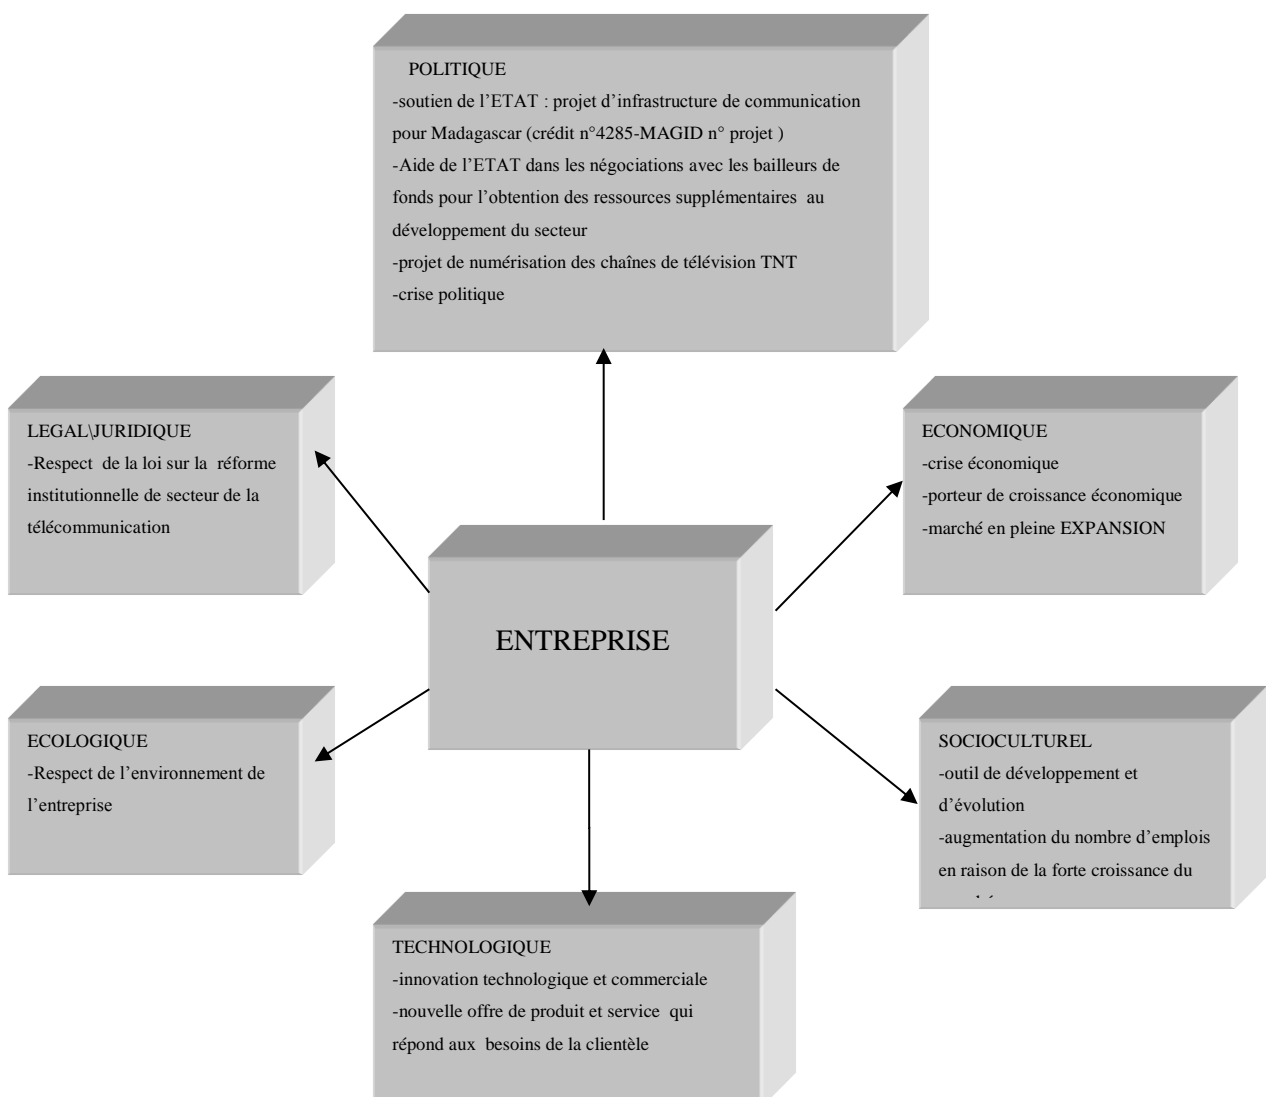 POLITIQUE
-soutien de l’ETAT : projet d’infrastructure de communication
pour Madagascar (crédit n°4285-MAGID n° projet )
-Aide de l’ETAT dans les négociations avec les bailleurs de
fonds pour l’obtention des ressources supplémentaires au
développement du secteur
-projet de numérisation des chaînes de télévision TNT
-crise politique
LEGAL\JURIDIQUE
-Respect de la loi sur la réforme
institutionnelle de secteur de la
télécommunication
ECONOMIQUE
-crise économique
-porteur de croissance économique
-marché en pleine EXPANSION
ENTREPRISE
ECOLOGIQUE
-Respect de l’environnement de
l’entreprise
SOCIOCULTUREL
-outil de développement et
d’évolution
-augmentation du nombre d’emplois
en raison de la forte croissance du
TECHNOLOGIQUE
-innovation technologique et commerciale
-nouvelle offre de produit et service qui
répond aux besoins de la clientèle